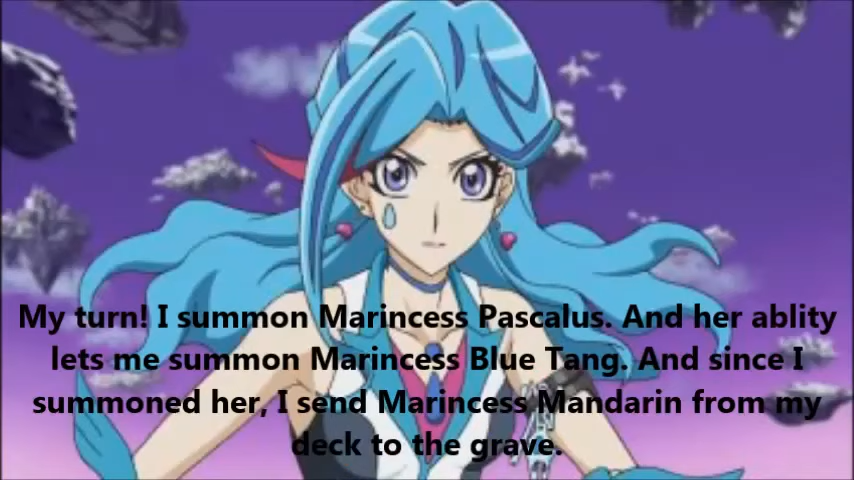 My turn! I summon Marincess Pascalus. And her ablity
lets me summon Marincess Blue Tang. And since I
summoned her, I send Marincess Mandarin from my
deck to the grave.